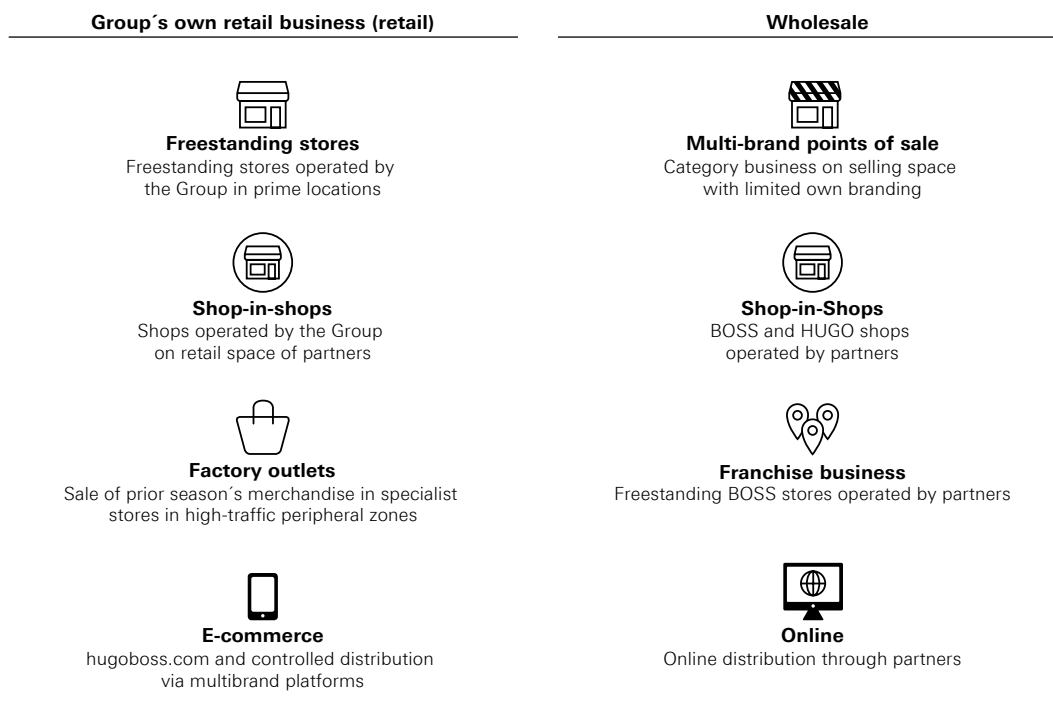 Group´s own retail business (retail)
Freestanding stores
Freestanding stores operated by
the Group in prime locations
Shop-in-shops
Shops operated by the Group
on retail space of partners
Factory outlets
Sale of prior season´s merchandise in specialist
stores in high-traffic peripheral zones
E-commerce
hugoboss.com and controlled distribution
via multibrand platforms
Wholesale
Multi-brand points of sale
Category business on selling space
with limited own branding
Shop-in-Shops
BOSS and HUGO shops
operated by partners
Franchise business
Freestanding BOSS stores operated by partners
Online
Online distribution through partners